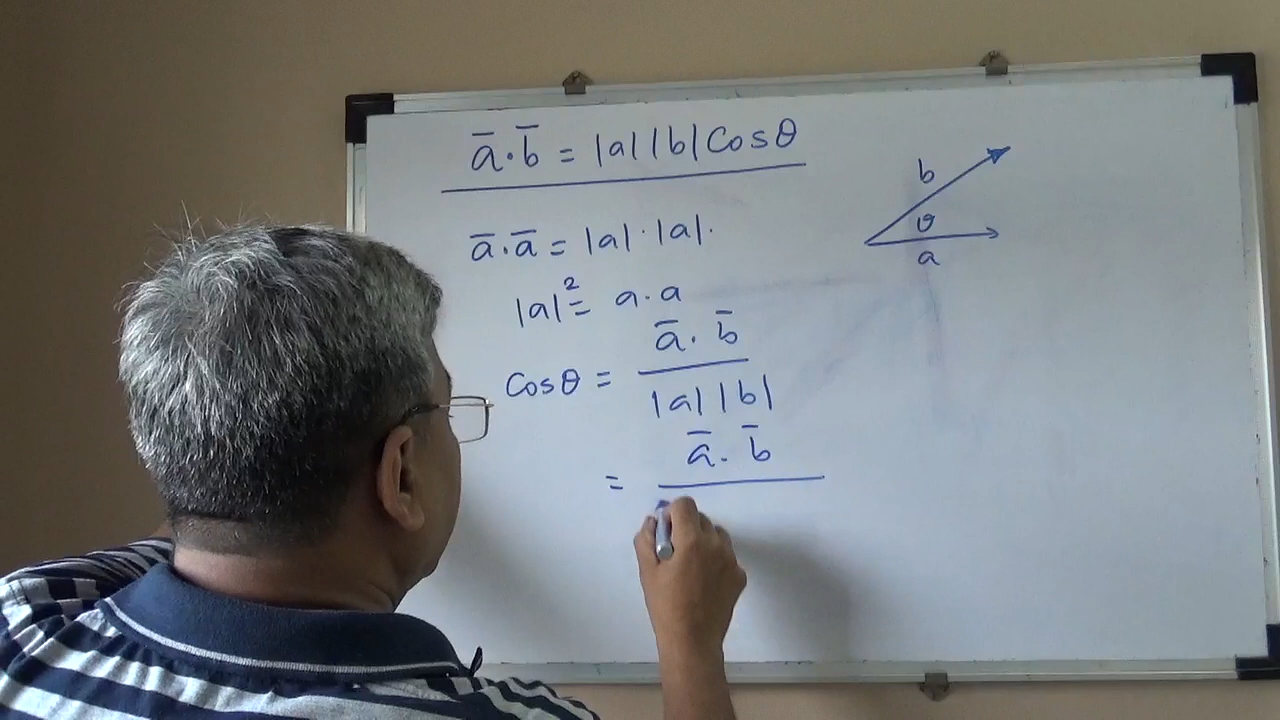 a̅·b̅ = |a||b|Cosθ
a̅·a̅ = |a|·|a|·
|a|² = a·a
Cosθ = a̅·b̅ / |a||b|
= a̅·b̅
b
θ
a